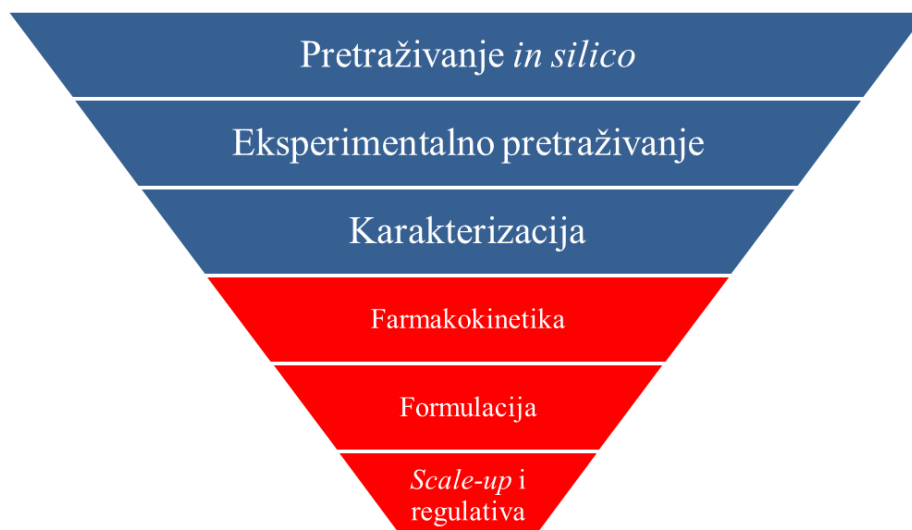 Pretraživanje in silico
Eksperimentalno pretraživanje
Karakterizacija
Farmakokinetika
Formulacija
Scale-up i
regulativa